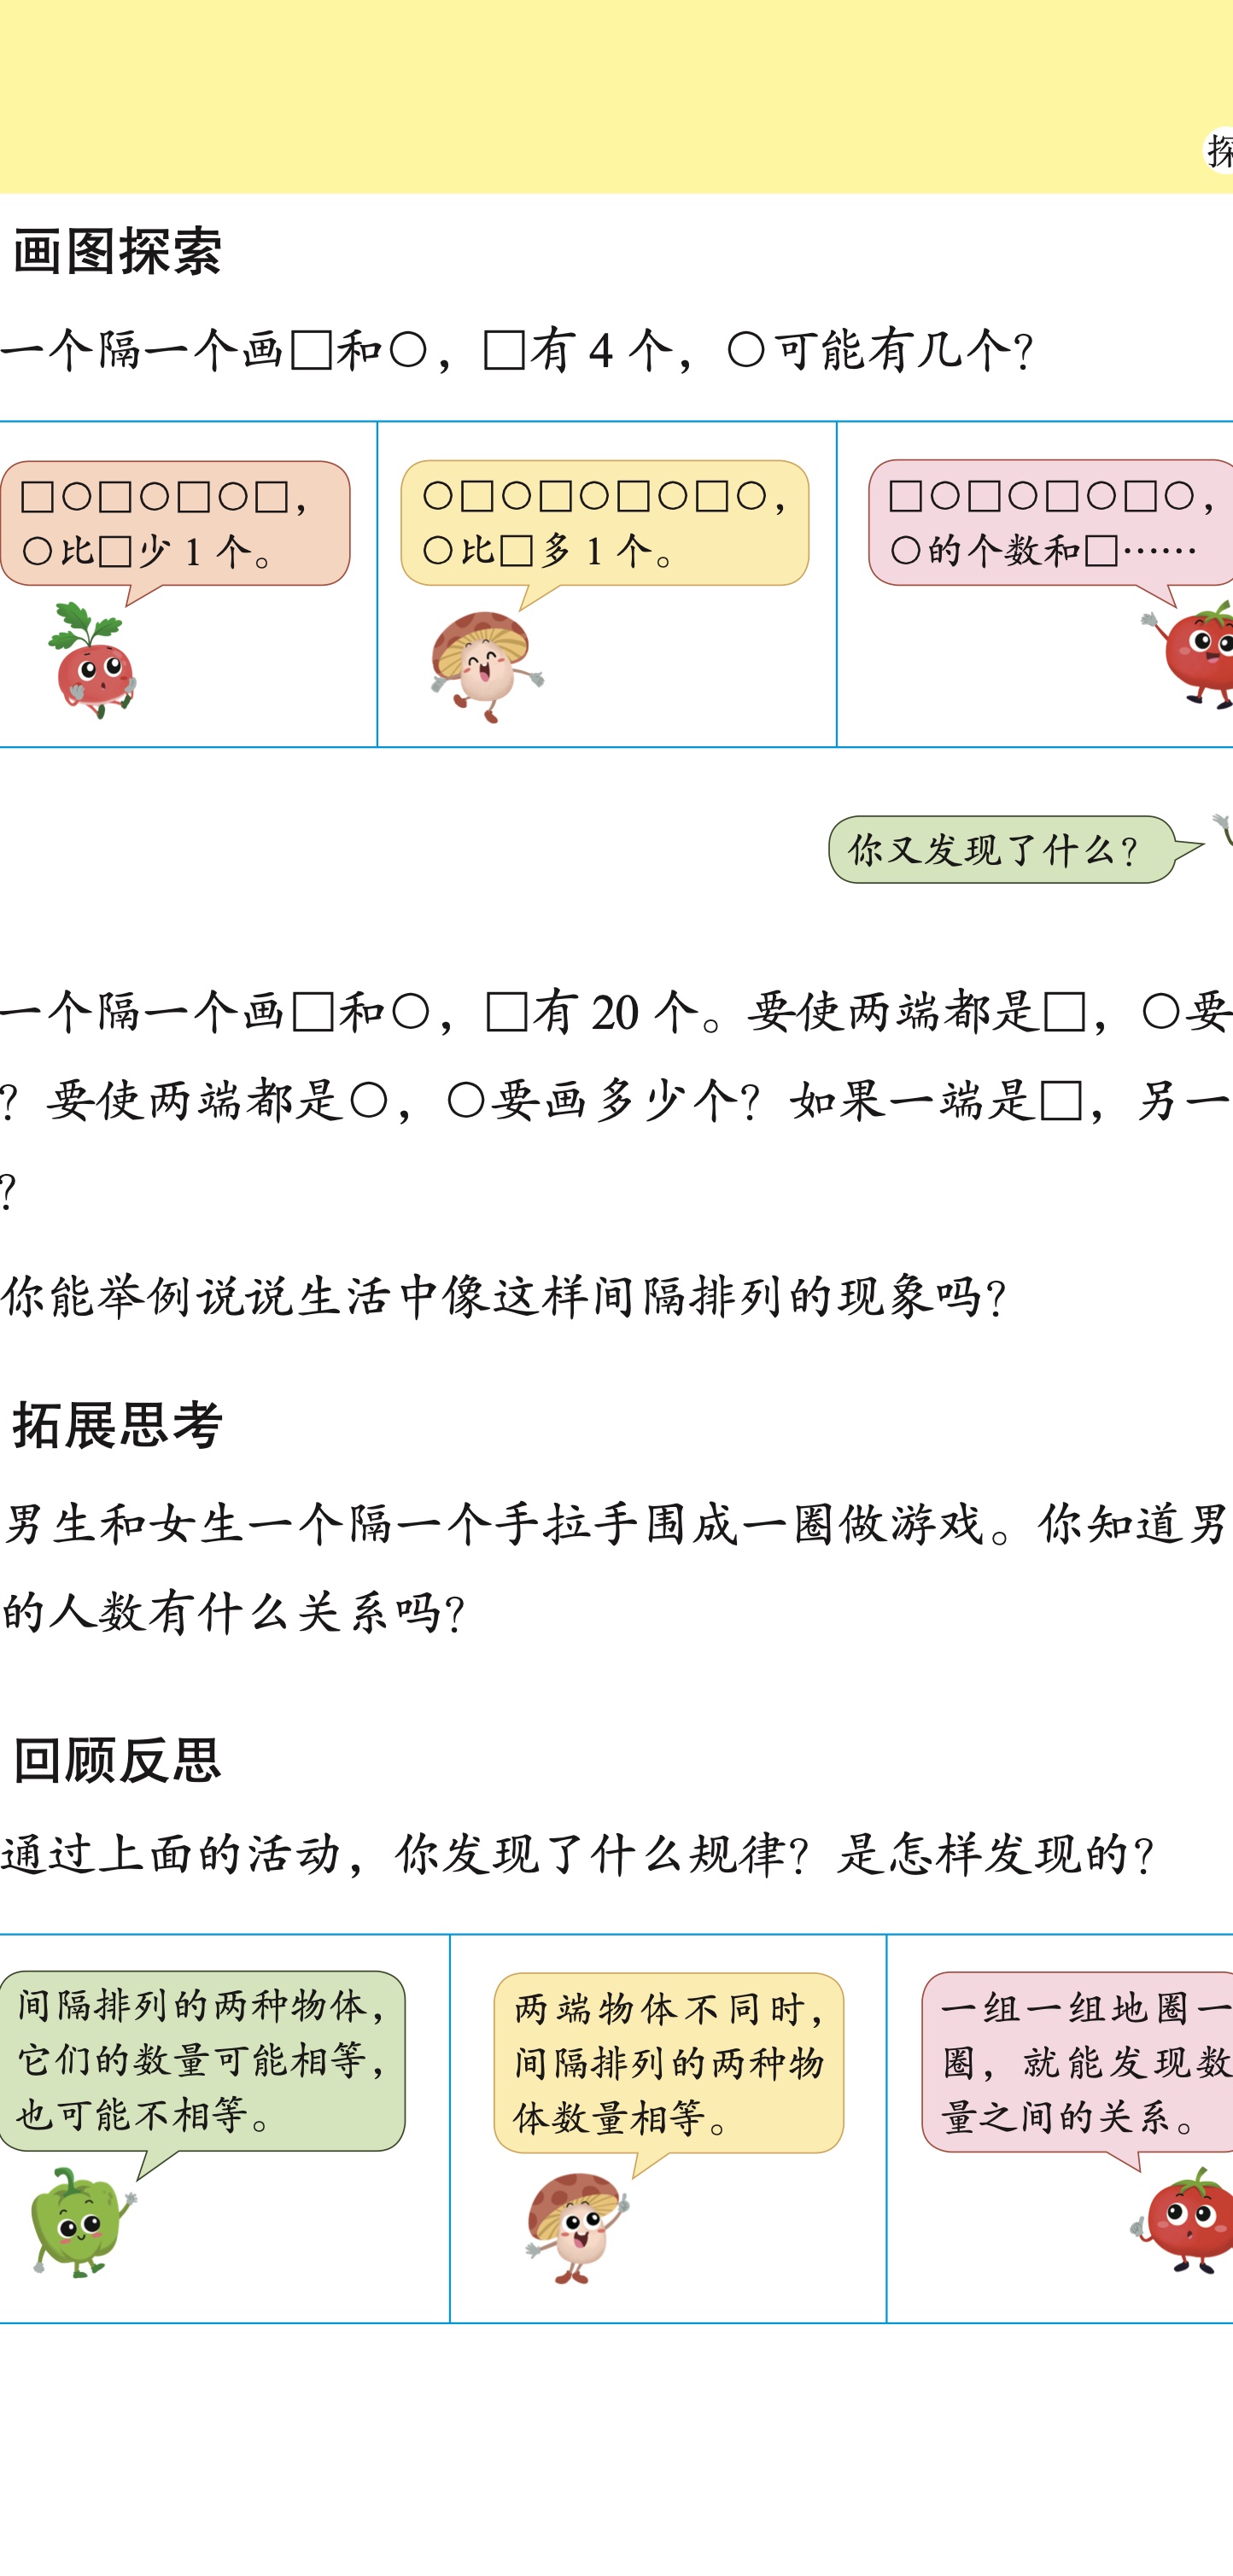 探
画图探索
一个隔一个画□和○，□有 4 个，○可能有几个？
□○□○□○□，
○比□少 1 个。
○□○□○□○□○，
○比□多 1 个。
□○□○□○□○，
○的个数和□……
你又发现了什么？
一个隔一个画□和○，□有 20 个。要使两端都是□，○要
？要使两端都是○，○要画多少个？如果一端是□，另一
？
你能举例说说生活中像这样间隔排列的现象吗？
拓展思考
男生和女生一个隔一个手拉手围成一圈做游戏。你知道男
的人数有什么关系吗？
回顾反思
通过上面的活动，你发现了什么规律？是怎样发现的？
间隔排列的两种物体，
它们的数量可能相等，
也可能不相等。
两端物体不同时，
间隔排列的两种物
体数量相等。
一组一组地圈一
圈，就能发现数
量之间的关系。